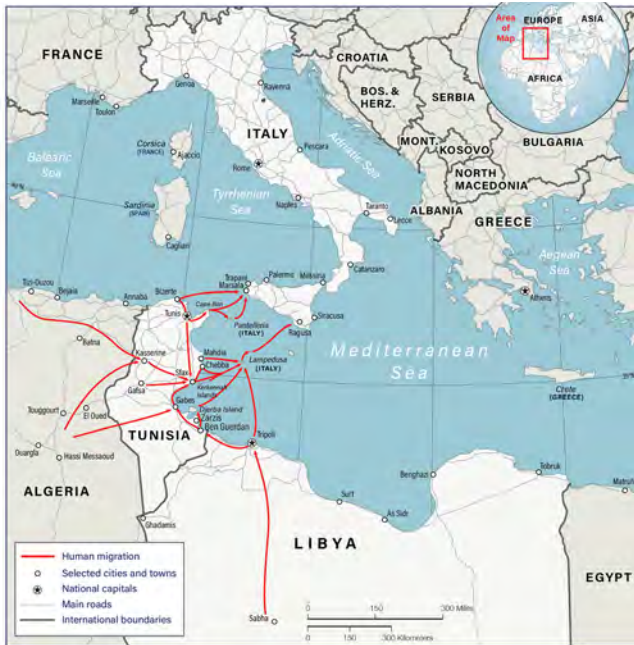 Area
of
Map
EUROPE
ASIA
AFRICA
FRANCE
CROATIA
BOS. &
HERZ.
SERBIA
MONT.
KOSOVO
BULGARIA
NORTH
MACEDONIA
ALBANIA
GREECE
ITALY
Genoa
Ravenna
Marseille
Toulon
Corsica
(FRANCE)
Ajaccio
Pescara
Rome
Adriatic Sea
Balearic
Sea
Tyrrhenian
Sea
Naples
Taranto
Lecce
Sardinia
(SPAIN)
Cagliari
Catanzaro
Aegean
Sea
Athens
Tizi-Ouzou
Bejaia
Annaba
Bizerte
Trapani
Marsala
Palermo
Messina
Tunis
Cape Bon
Pantelleria
(ITALY)
Siracusa
Ragusa
Batna
Kasserine
Mahdia
Chebba
Lampedusa
(ITALY)
Mediterranean
Sea
Sfax
Kerkennah
Islands
Gafsa
Crete
(GREECE)
Gabes
Djerba Island
Zarzis
Ben Guerdan
Touggourt
El Oued
TUNISIA
Tripoli
Ouargla
Hassi Messaoud
Benghazi
Tobruk
Matruh
ALGERIA
Surt
As Sidr
Ghadamis
LIBYA
EGYPT
Sabha
Human migration
Selected cities and towns
National capitals
Main roads
International boundaries
0
150
300 Miles
0
150
300 Kilometres